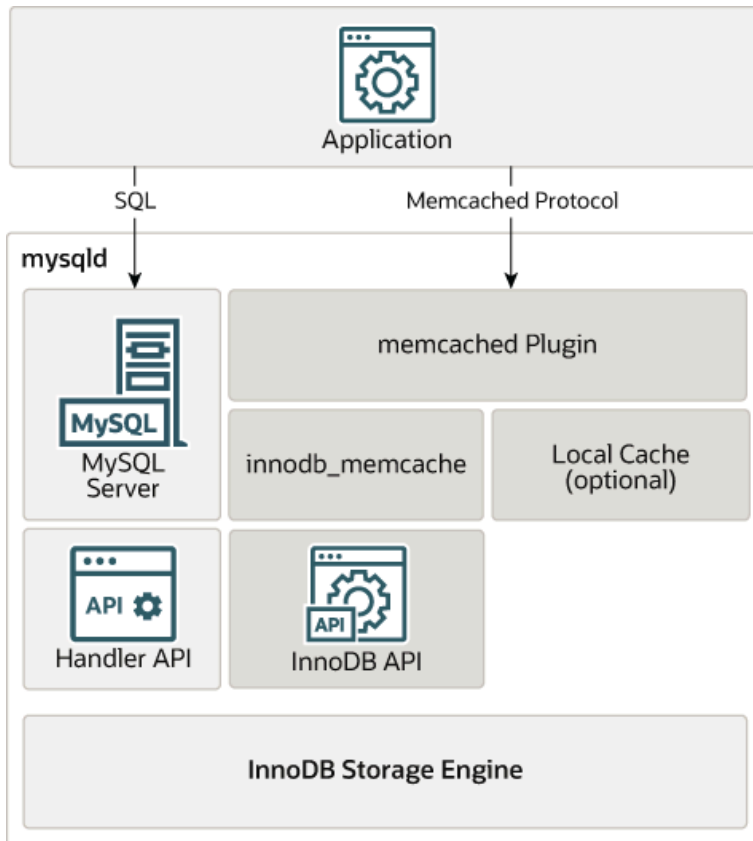 Application
SQL
Memcached Protocol
mysqld
memcached Plugin
MySQL
MySQL
Server
innodb_memcache
Local Cache
(optional)
API
Handler API
API
InnoDB API
InnoDB Storage Engine